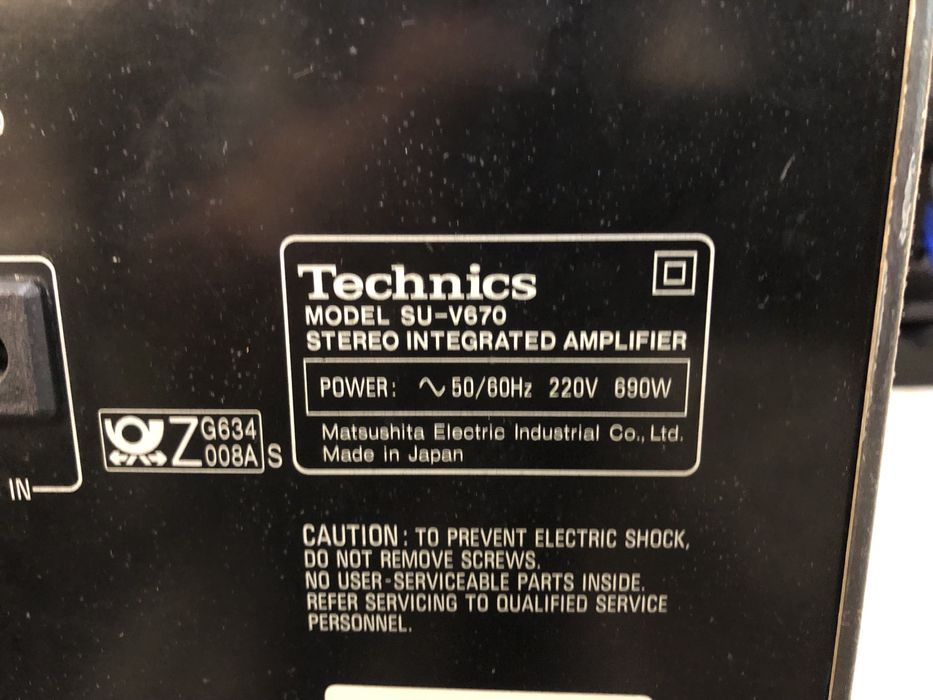 Technics
MODEL SU-V670
STEREO INTEGRATED AMPLIFIER
POWER: ∿ 50/60Hz 220V 690W
Matsushita Electric Industrial Co., Ltd.
Made in Japan
Z G634
008A S
IN
CAUTION: TO PREVENT ELECTRIC SHOCK,
DO NOT REMOVE SCREWS.
NO USER-SERVICEABLE PARTS INSIDE.
REFER SERVICING TO QUALIFIED SERVICE
PERSONNEL.